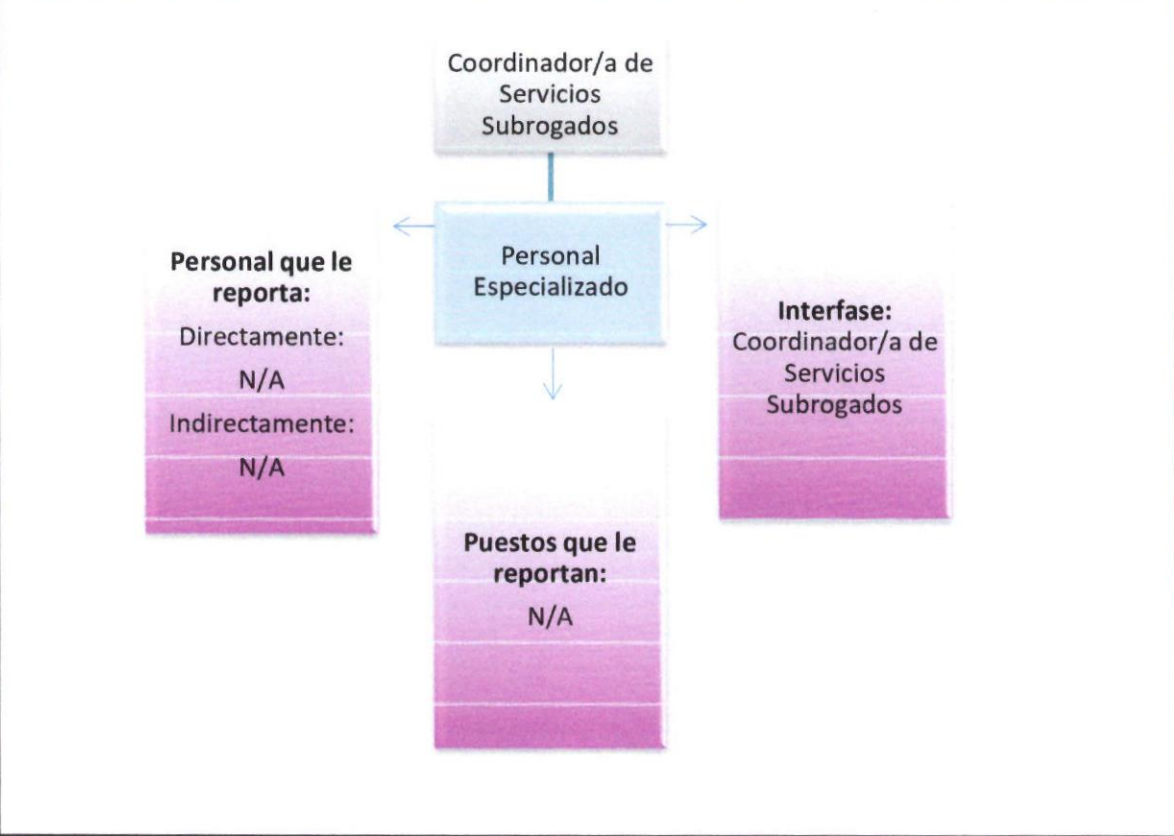 Coordinador/a de
Servicios
Subrogados
Personal
Especializado
Personal que le
reporta:
Directamente:
N/A
Indirectamente:
N/A
Interfase:
Coordinador/a de
Servicios
Subrogados
Puestos que le
reportan:
N/A